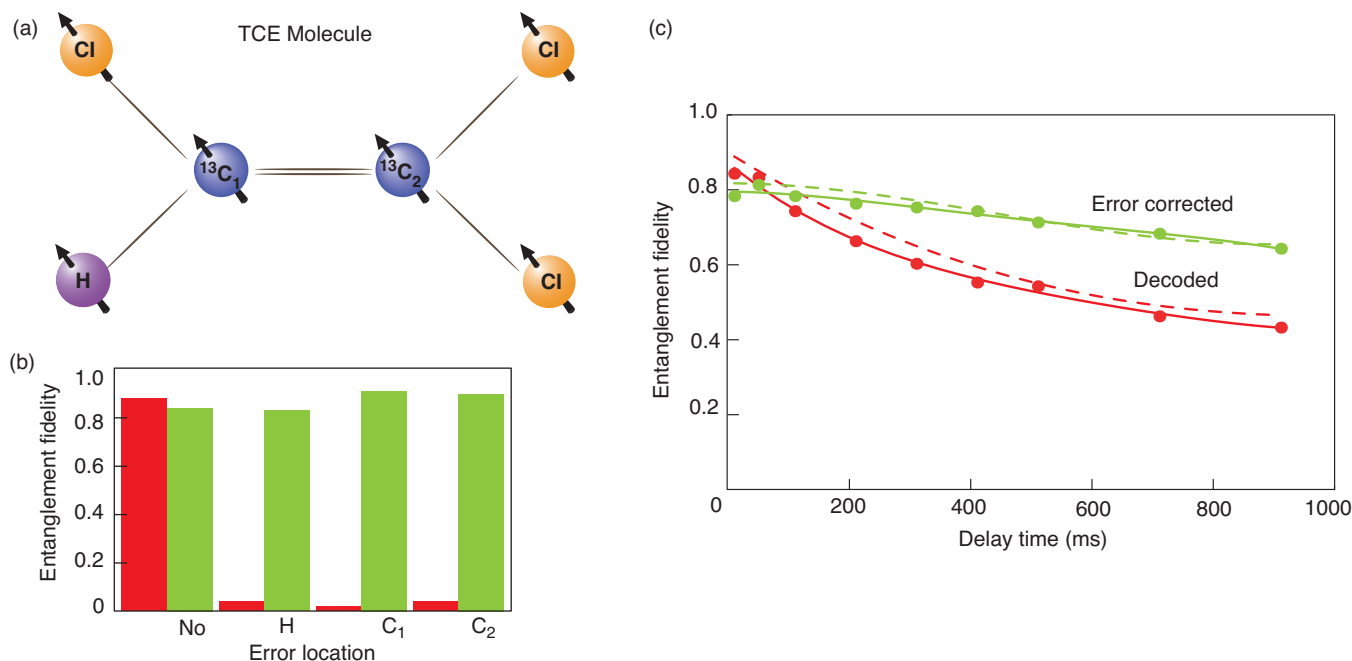 (a)
TCE Molecule
Cl
Cl
¹³C₁
¹³C₂
H
Cl
(b)
Entanglement fidelity
1.0
0.8
0.6
0.4
0.2
0
No
H
C₁
C₂
Error location
(c)
Entanglement fidelity
1.0
0.8
0.6
0.4
0.2
Error corrected
Decoded
0
200
400
600
800
1000
Delay time (ms)